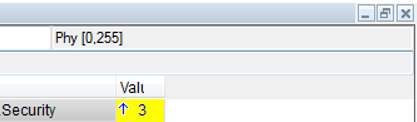 Phy [0,255]
Valu
.Security ↑ 3